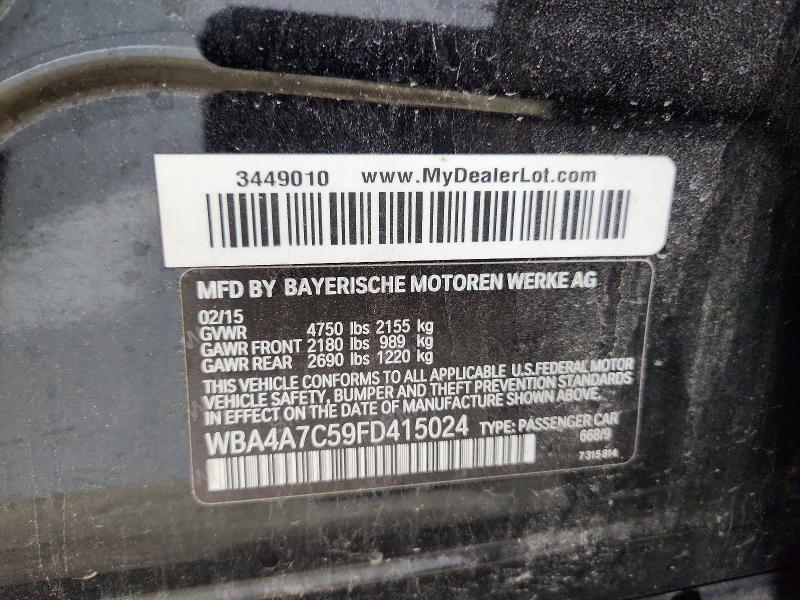 3449010 www.MyDealerLot.com
MFD BY BAYERISCHE MOTOREN WERKE AG
02/15
GVWR 4750 lbs 2155 kg
GAWR FRONT 2180 lbs 989 kg
GAWR REAR 2690 lbs 1220 kg
THIS VEHICLE CONFORMS TO ALL APPLICABLE U.S.FEDERAL MOTOR
VEHICLE SAFETY, BUMPER AND THEFT PREVENTION STANDARDS
IN EFFECT ON THE DATE OF MANUFACTURE SHOWN ABOVE.
WBA4A7C59FD415024 TYPE: PASSENGER CAR
668/9
7315814